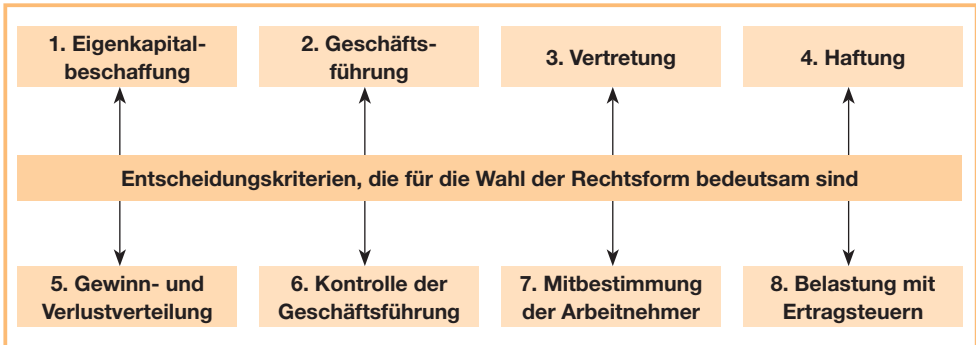 1. Eigenkapital-
beschaffung
2. Geschäfts-
führung
3. Vertretung
4. Haftung
Entscheidungskriterien, die für die Wahl der Rechtsform bedeutsam sind
5. Gewinn- und
Verlustverteilung
6. Kontrolle der
Geschäftsführung
7. Mitbestimmung
der Arbeitnehmer
8. Belastung mit
Ertragsteuern